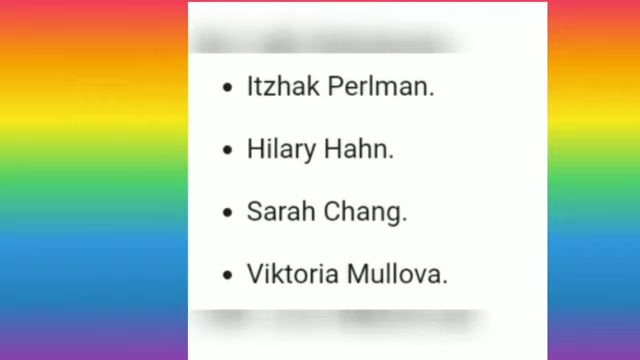 • Itzhak Perlman.
• Hilary Hahn.
• Sarah Chang.
• Viktoria Mullova.